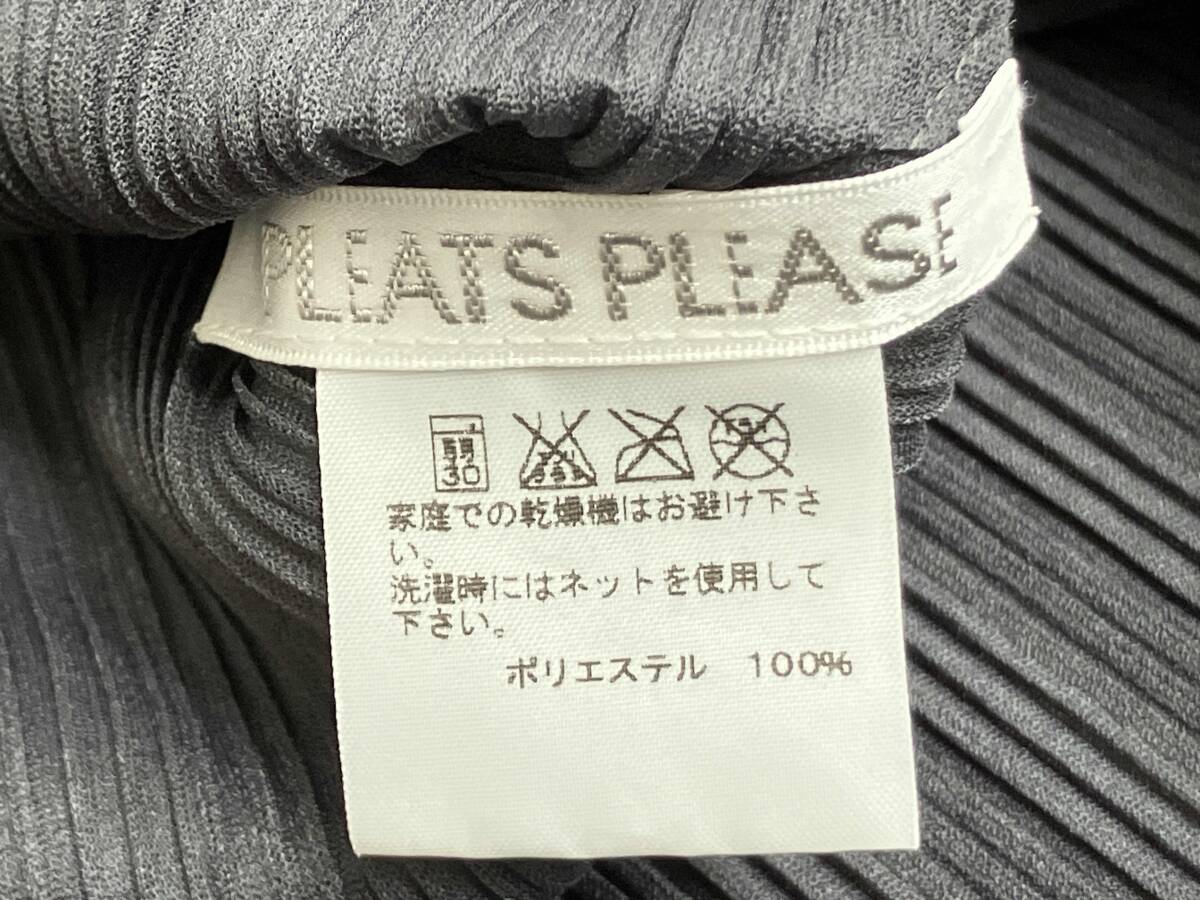 PLEATS PLEASE
弱
30
家庭での乾燥機はお避け下さ
い。
洗濯時にはネットを使用して
下さい。
ポリエステル 100%